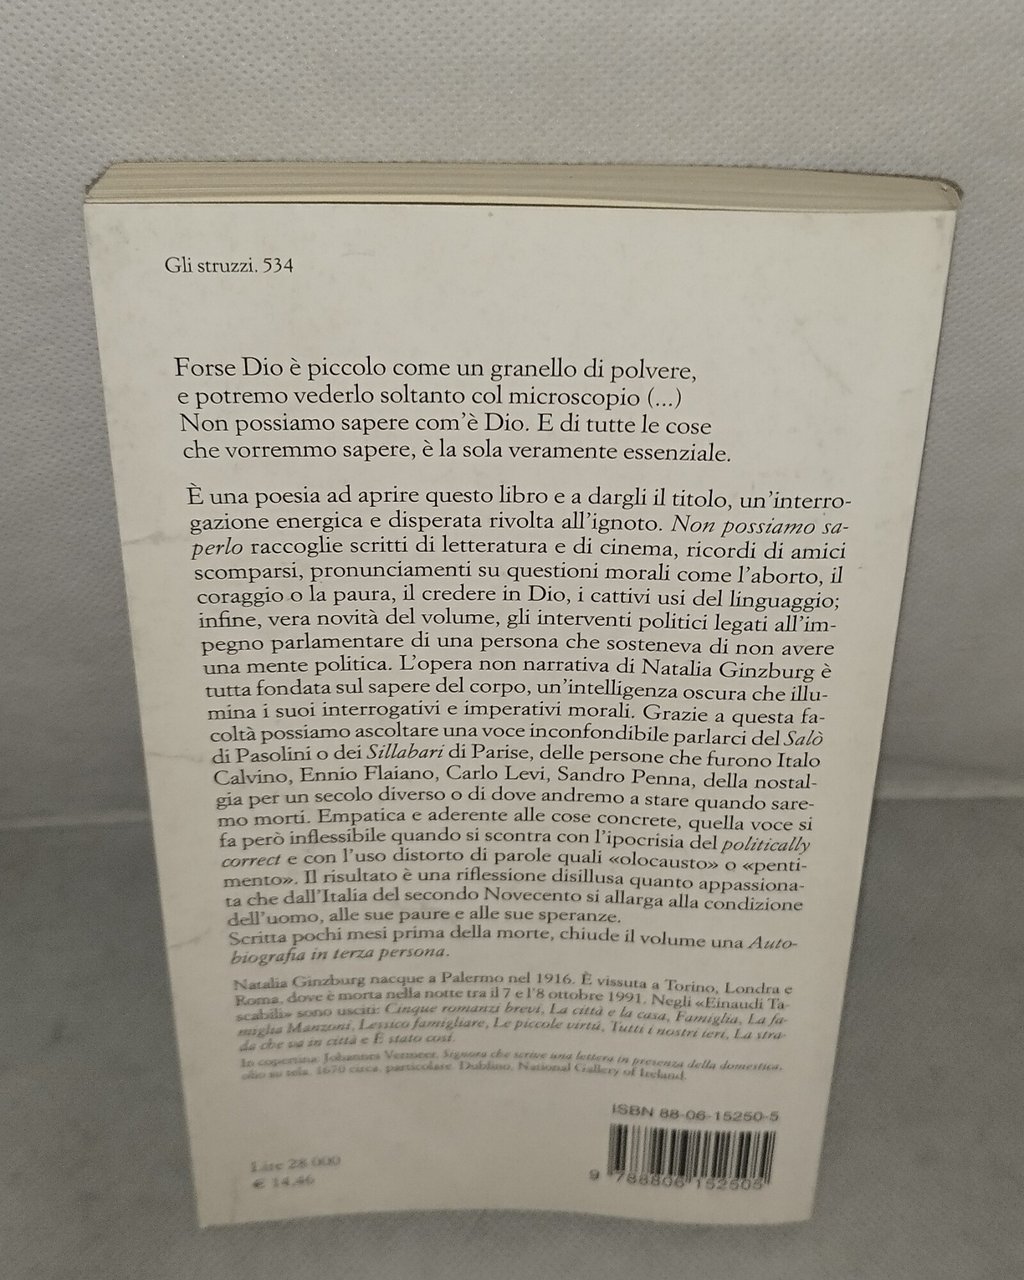 Gli struzzi. 534
Forse Dio è piccolo come un granello di polvere,
e potremo vederlo soltanto col microscopio (...)
Non possiamo sapere com'è Dio. E di tutte le cose
che vorremmo sapere, è la sola veramente essenziale.
È una poesia ad aprire questo libro e a dargli il titolo, un'interro-
gazione energica e disperata rivolta all'ignoto. Non possiamo sa-
perlo raccoglie scritti di letteratura e di cinema, ricordi di amici
scomparsi, pronunciamenti su questioni morali come l'aborto, il
coraggio o la paura, il credere in Dio, i cattivi usi del linguaggio;
infine, vera novità del volume, gli interventi politici legati all'im-
pegno parlamentare di una persona che sosteneva di non avere
una mente politica. L'opera non narrativa di Natalia Ginzburg è
tutta fondata sul sapere del corpo, un'intelligenza oscura che illu-
mina i suoi interrogativi e imperativi morali. Grazie a questa fa-
coltà possiamo ascoltare una voce inconfondibile parlarci del Salò
di Pasolini o dei Sillabari di Parise, delle persone che furono Italo
Calvino, Ennio Flaiano, Carlo Levi, Sandro Penna, della nostal-
gia per un secolo diverso o di dove andremo a stare quando sare-
mo morti. Empatica e aderente alle cose concrete, quella voce si
fa però inflessibile quando si scontra con l'ipocrisia del politically
correct e con l'uso distorto di parole quali «olocausto» o «penti-
mento». Il risultato è una riflessione disillusa quanto appassiona-
ta che dall'Italia del secondo Novecento si allarga alla condizione
dell'uomo, alle sue paure e alle sue speranze.
Scritta pochi mesi prima della morte, chiude il volume una Auto-
biografia in terza persona.
Natalia Ginzburg nacque a Palermo nel 1916. È vissuta a Torino, Londra e
Roma, dove è morta nella notte tra il 7 e l'8 ottobre 1991. Negli «Einaudi Ta-
scabili» sono usciti: Cinque romanzi brevi, La città e la casa, Famiglia, La fa-
miglia Manzoni, Lessico famigliare, Le piccole virtù, Tutti i nostri ieri, La stra-
da che va in città e È stato così.
In copertina: Johannes Vermeer, Signora che scrive una lettera in presenza della domestica,
olio su tela, 1670 circa, particolare. Dublino, National Gallery of Ireland.
ISBN 88-06-15250-5
Lire 28 000
€ 14,46
9 788806 152505